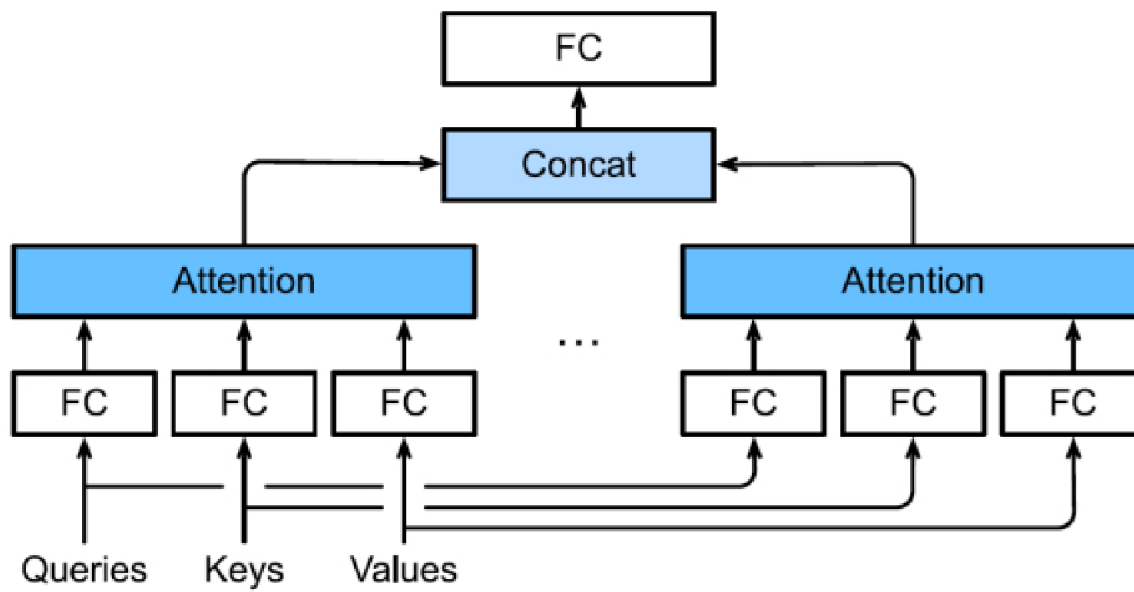 FC
Concat
Attention
Attention
...
FC
FC
FC
FC
FC
FC
Queries
Keys
Values